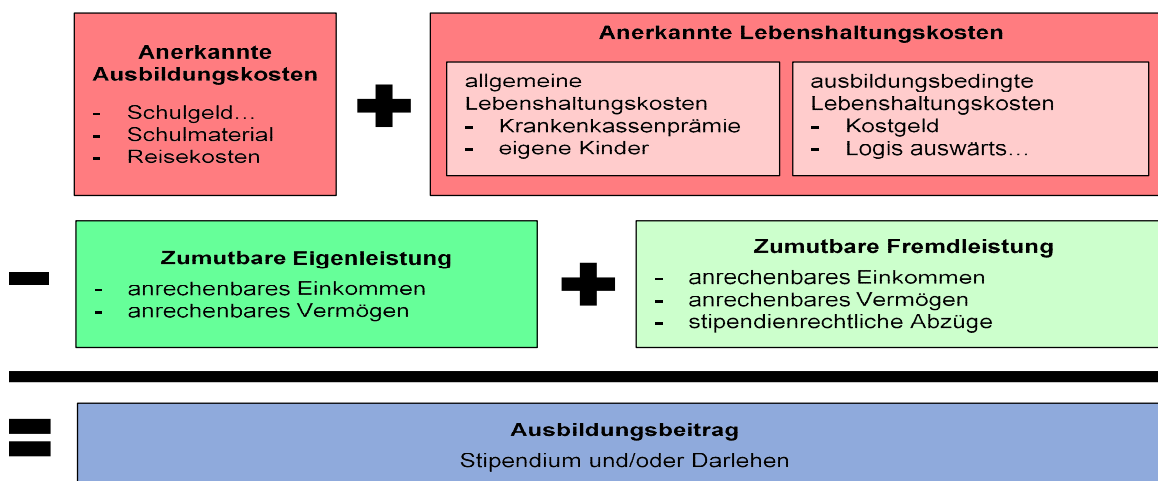 Anerkannte
Ausbildungskosten
- Schulgeld…
- Schulmaterial
- Reisekosten
+
Anerkannte Lebenshaltungskosten
allgemeine
Lebenshaltungskosten
- Krankenkassenprämie
- eigene Kinder
ausbildungsbedingte
Lebenshaltungskosten
- Kostgeld
- Logis auswärts…
-
Zumutbare Eigenleistung
- anrechenbares Einkommen
- anrechenbares Vermögen
+
Zumutbare Fremdleistung
- anrechenbares Einkommen
- anrechenbares Vermögen
- stipendienrechtliche Abzüge
=
Ausbildungsbeitrag
Stipendium und/oder Darlehen